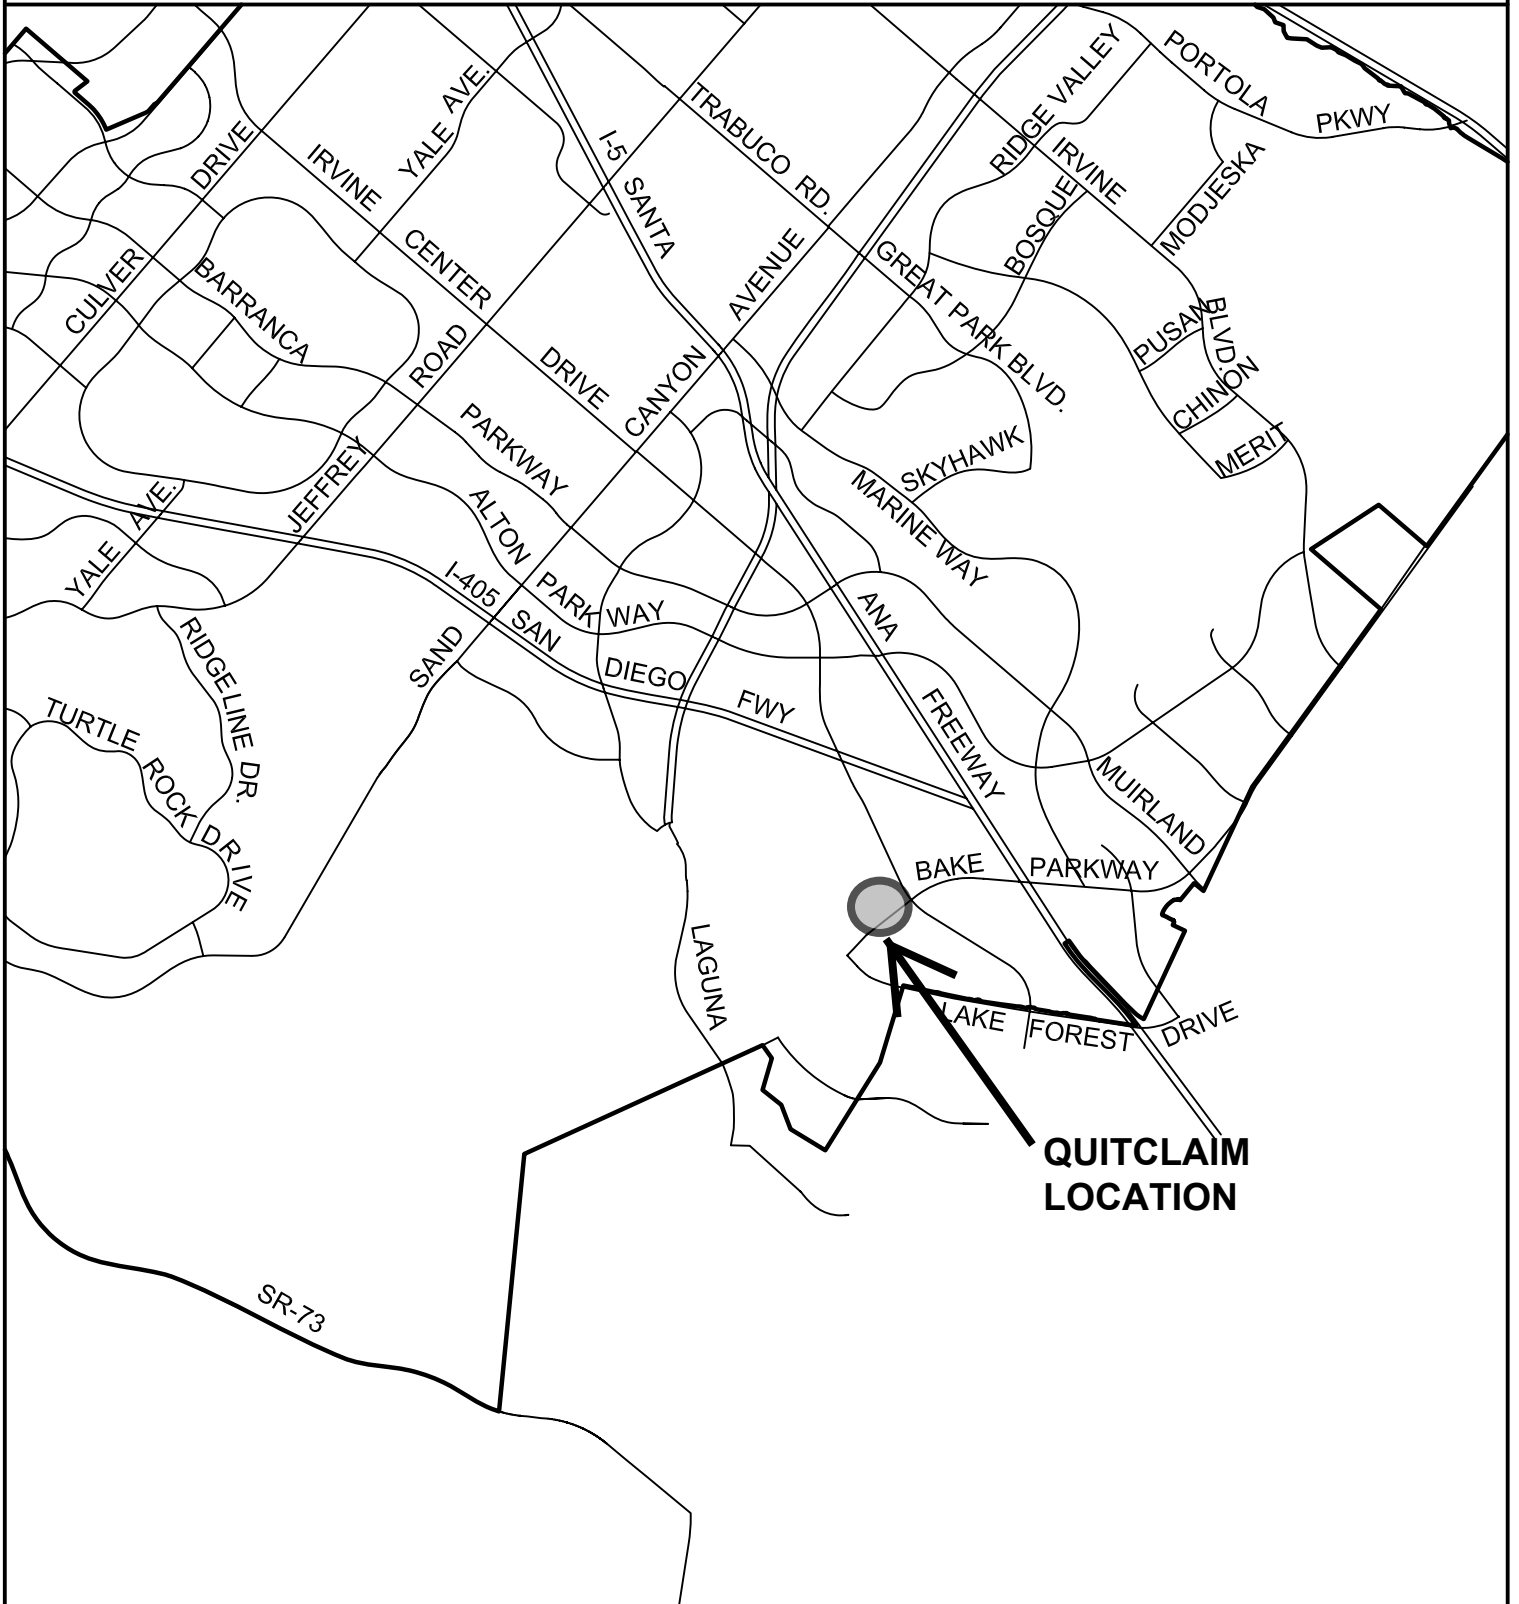 PORTOLA
PKWY
RIDGE VALLEY
YALE AVE.
TRABUCO RD.
I-5 SANTA
DRIVE
IRVINE
IRVINE
MODJESKA
BOSQUE
CULVER
BARRANCA
CENTER
AVENUE
GREAT PARK BLVD.
BLVD.
PUSAN
ROAD
DRIVE
CANYON
CHINON
PARKWAY
SKYHAWK
MERIT
JEFFREY
MARINE WAY
YALE AVE.
ALTON
PARK WAY
I-405 SAN
DIEGO
FWY
ANA
SAND
RIDGELINE DR.
TURTLE
ROCK DRIVE
FREEWAY
MUIRLAND
BAKE PARKWAY
LAGUNA
LAKE FOREST DRIVE
QUITCLAIM
LOCATION
SR-73